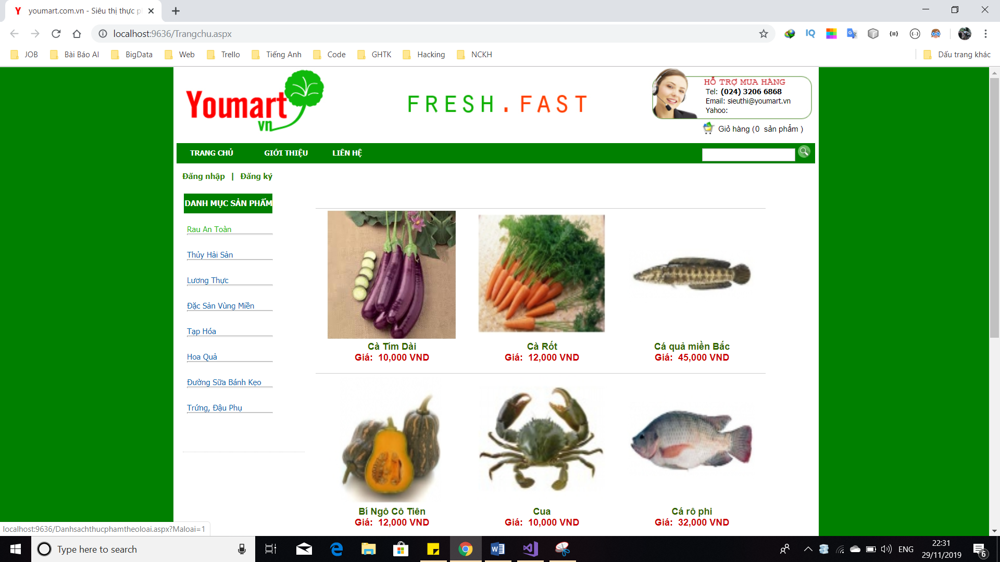 youmart.com.vn - Siêu thị thực p
localhost:9636/Trangchu.aspx
JOB
Bài Báo AI
BigData
Web
Trello
Tiếng Anh
Code
GHTK
Hacking
NCKH
Dấu trang khác
Youmart
vn
FRESH.FAST
HỖ TRỢ MUA HÀNG
Tel: (024) 3206 6868
Email: sieuthi@youmart.vn
Yahoo:
Giỏ hàng (0 sản phẩm )
TRANG CHỦ
GIỚI THIỆU
LIÊN HỆ
Đăng nhập | Đăng ký
DANH MỤC SẢN PHẨM
Rau An Toàn
Thủy Hải Sản
Lương Thực
Đặc Sản Vùng Miền
Tạp Hóa
Hoa Quả
Đường Sữa Bánh Kẹo
Trứng, Đậu Phụ
Cà Tím Dài
Giá: 10,000 VND
Cà Rốt
Giá: 12,000 VND
Cá quả miền Bắc
Giá: 45,000 VND
Bí Ngô Cô Tiên
Giá: 12,000 VND
Cua
Giá: 10,000 VND
Cá rô phi
Giá: 32,000 VND
localhost:9636/Danhsachthucphamtheoloai.aspx?Maloai=1
Type here to search
ENG
22:31
29/11/2019
6